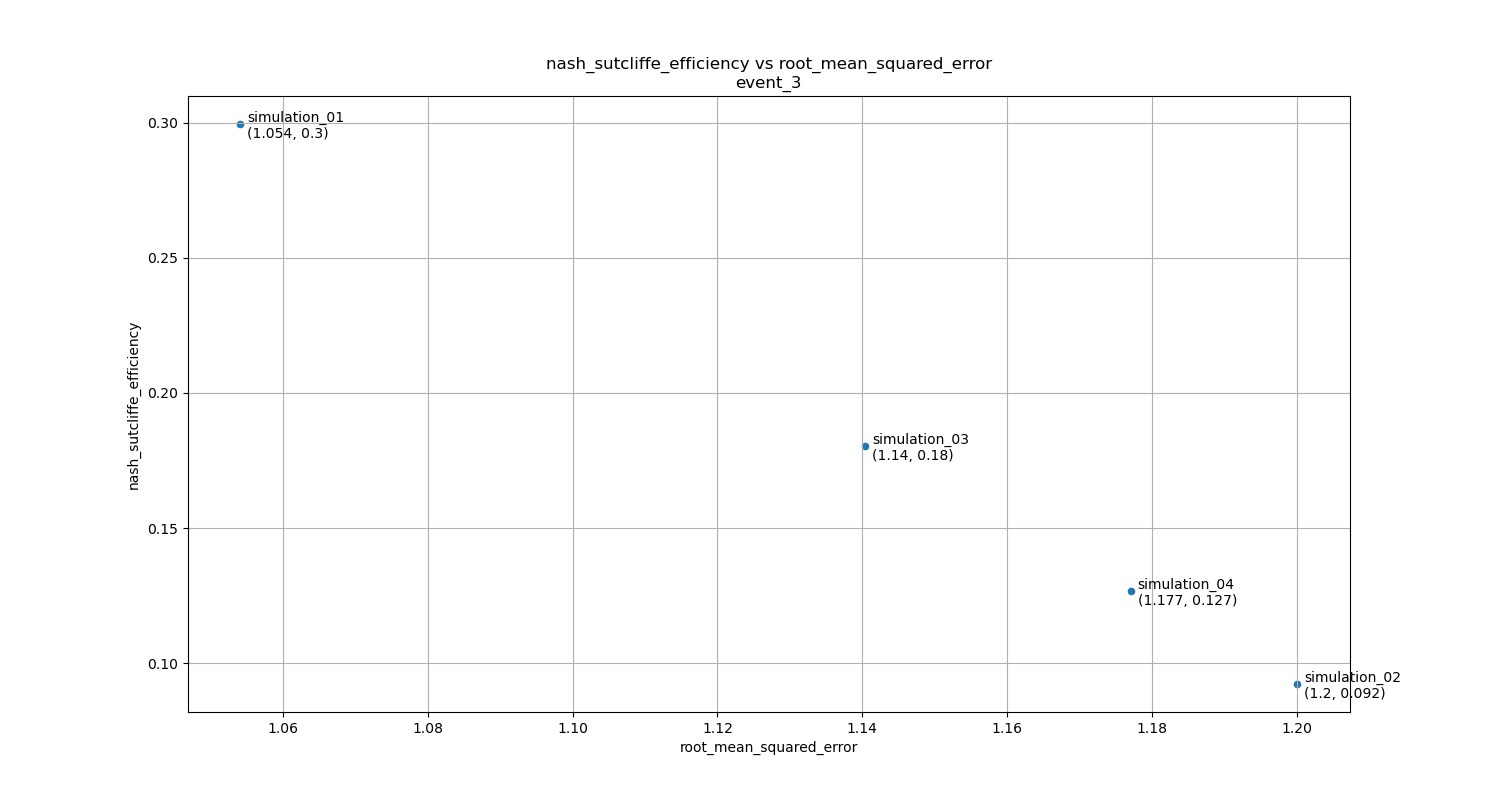 nash_sutcliffe_efficiency vs root_mean_squared_error
event_3
nash_sutcliffe_efficiency
0.30
0.25
0.20
0.15
0.10
simulation_01
(1.054, 0.3)
simulation_03
(1.14, 0.18)
simulation_04
(1.177, 0.127)
simulation_02
(1.2, 0.092)
1.06
1.08
1.10
1.12
1.14
1.16
1.18
1.20
root_mean_squared_error